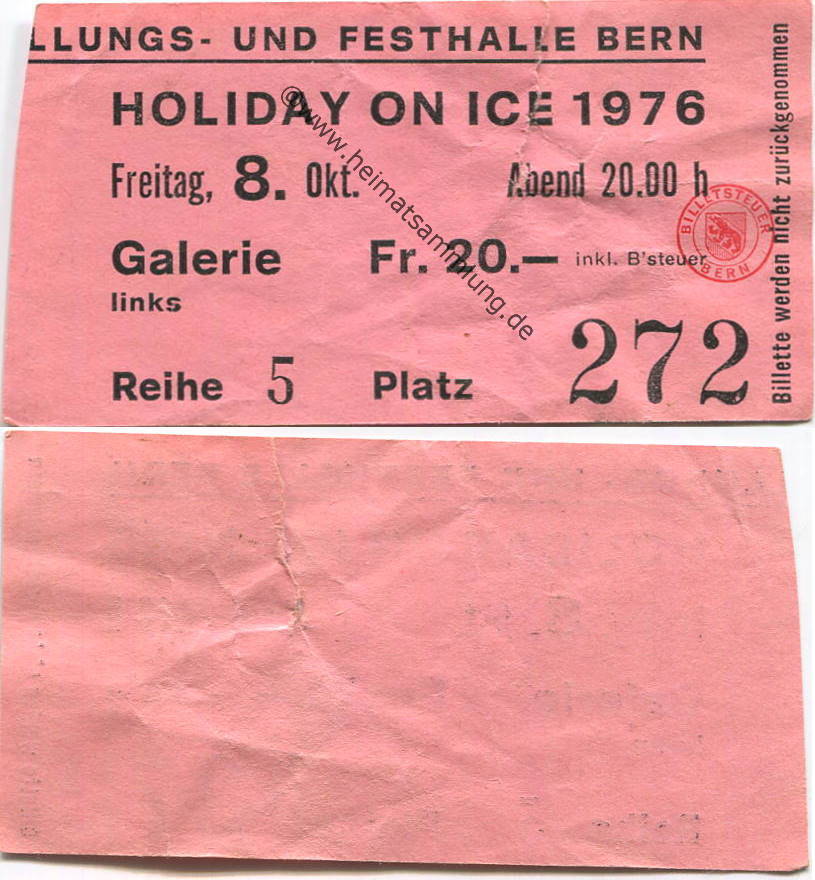 LLUNGS- UND FESTHALLE BERN
HOLIDAY ON ICE 1976
Freitag, 8. Okt. Abend 20.00 h
Galerie Fr. 20.— inkl. B'steuer
links
Reihe 5 Platz 272
Billette werden nicht zurückgenommen
BILLETSTEUER
BERN
©www.heimatsammlung.de